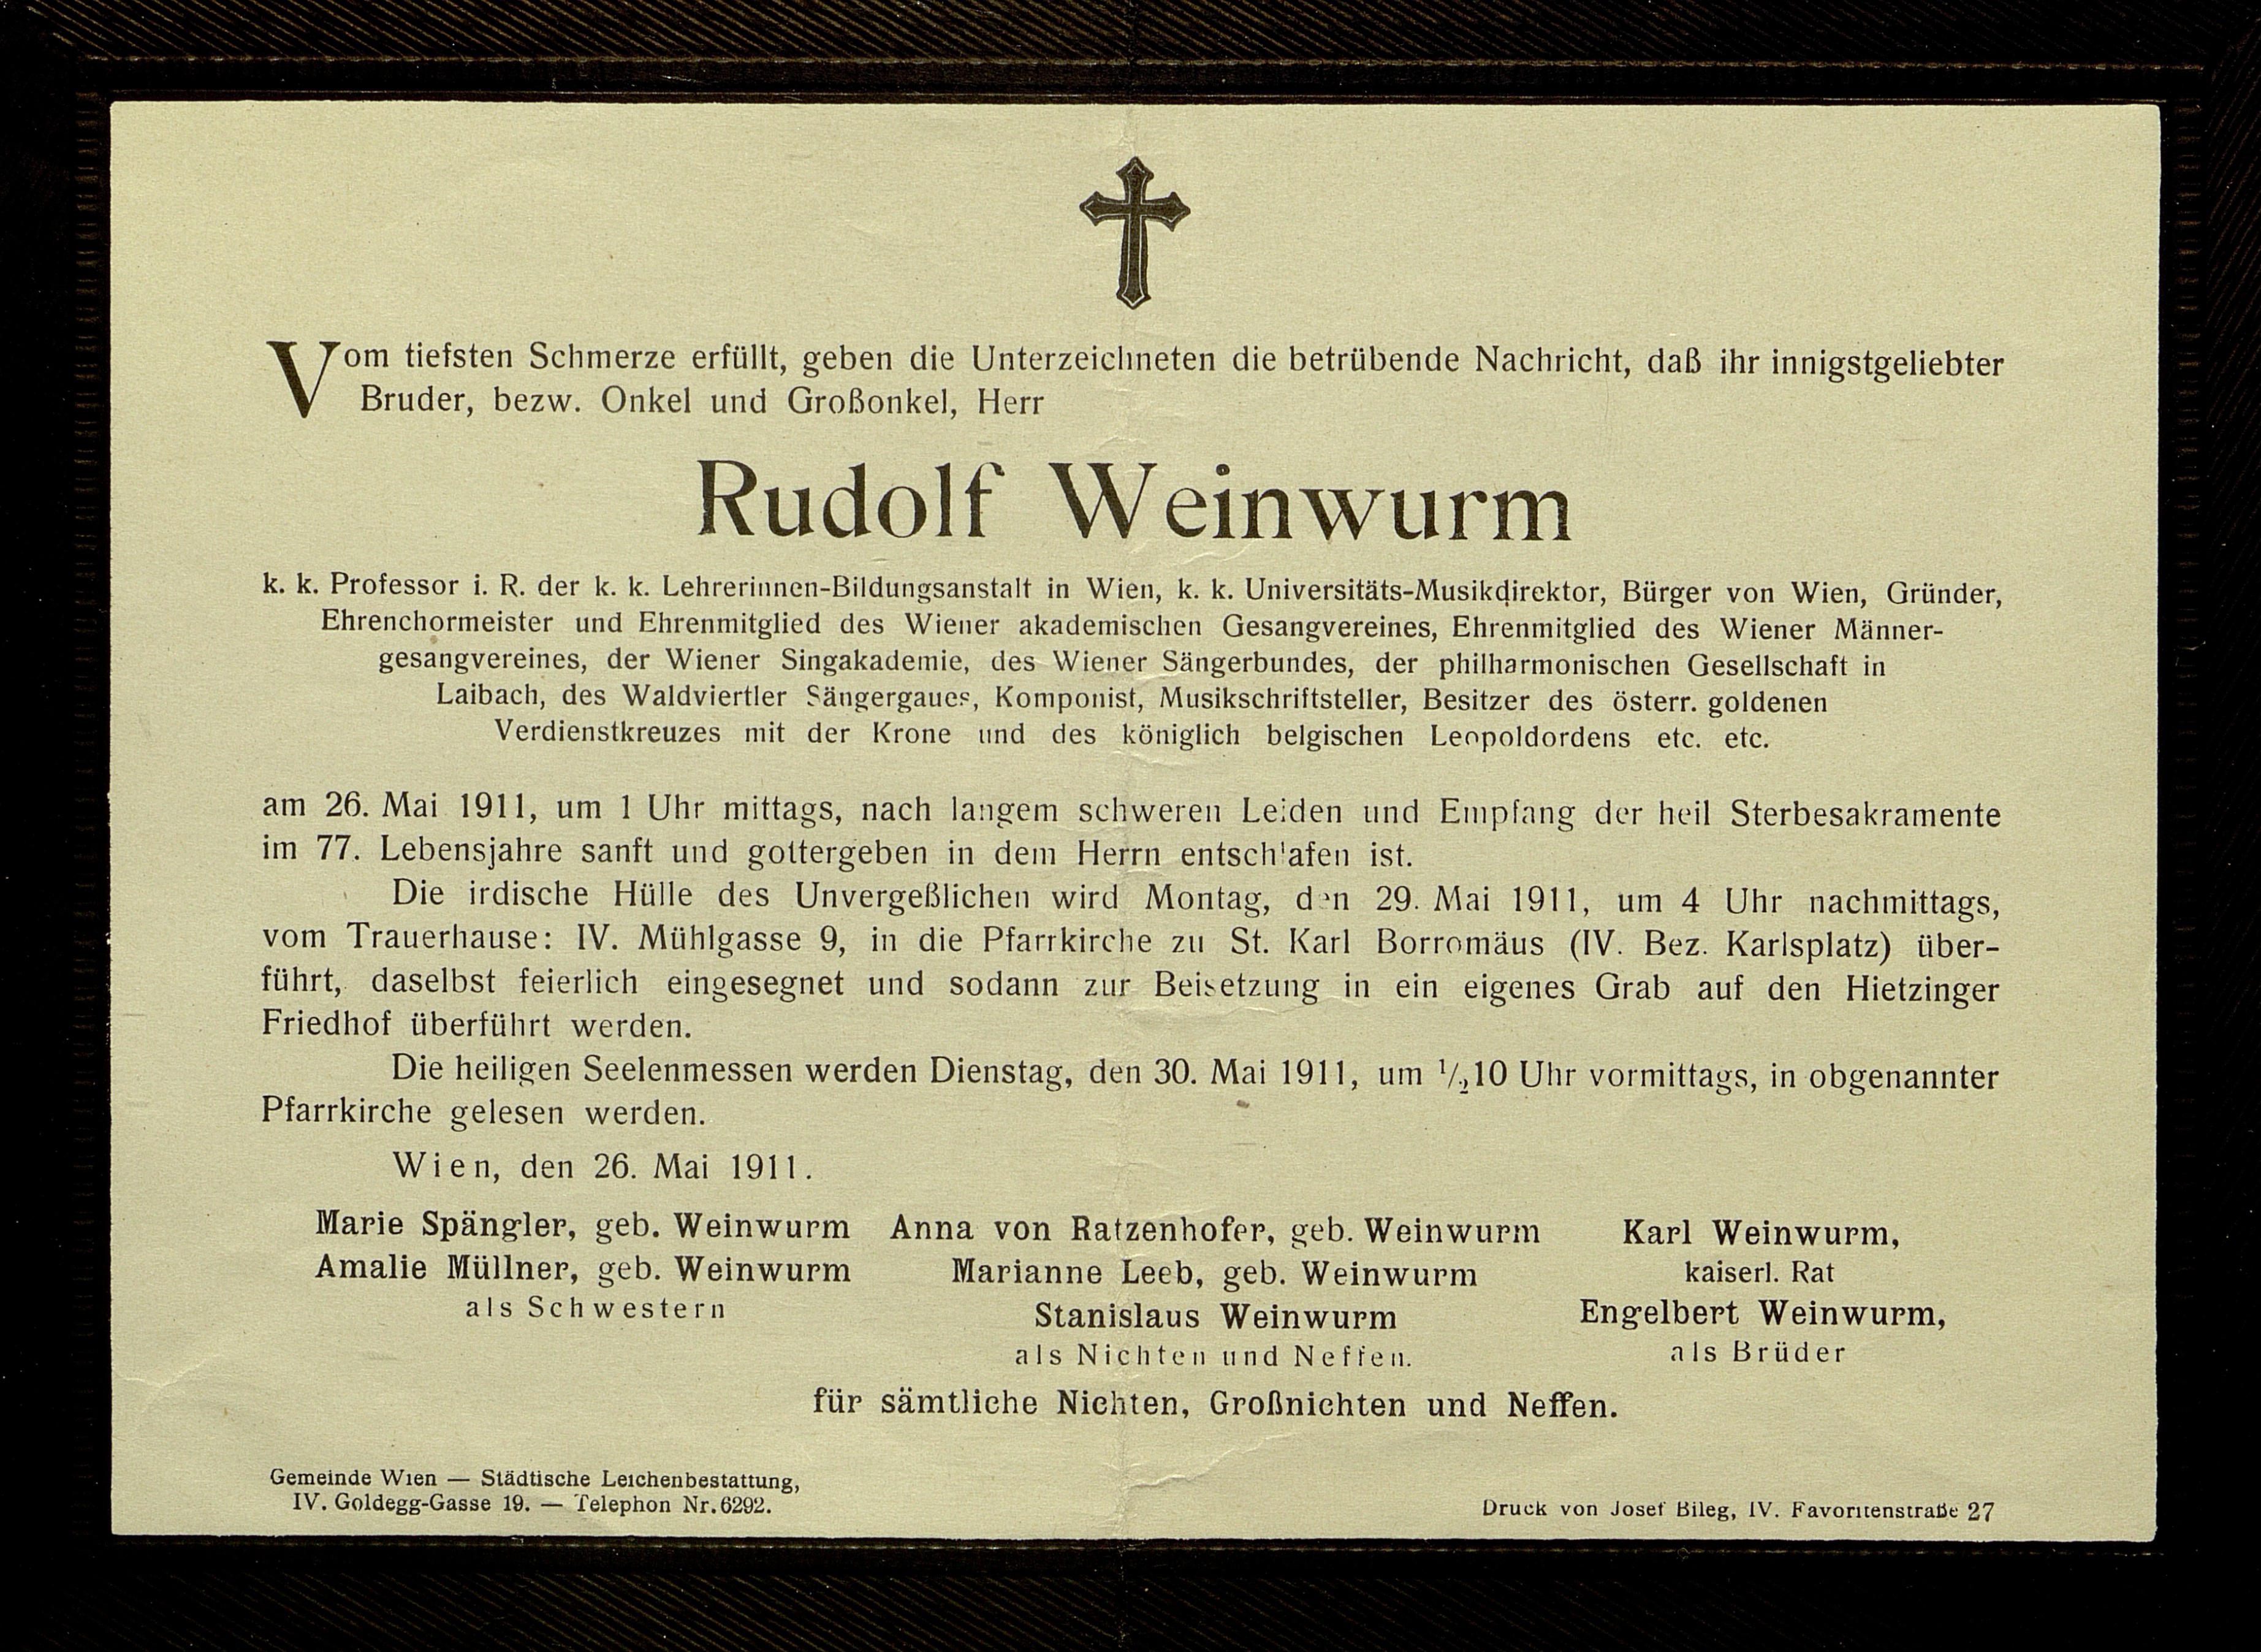 Vom tiefsten Schmerze erfüllt, geben die Unterzeichneten die betrübende Nachricht, daß ihr innigstgeliebter
Bruder, bezw. Onkel und Großonkel, Herr
Rudolf Weinwurm
k. k. Professor i. R. der k. k. Lehrerinnen-Bildungsanstalt in Wien, k. k. Universitäts-Musikdirektor, Bürger von Wien, Gründer,
Ehrenchormeister und Ehrenmitglied des Wiener akademischen Gesangvereines, Ehrenmitglied des Wiener Männer-
gesangvereines, der Wiener Singakademie, des Wiener Sängerbundes, der philharmonischen Gesellschaft in
Laibach, des Waldviertler Sängergaues, Komponist, Musikschriftsteller, Besitzer des österr. goldenen
Verdienstkreuzes mit der Krone und des königlich belgischen Leopoldordens etc. etc.
am 26. Mai 1911, um 1 Uhr mittags, nach langem schweren Leiden und Empfang der heil Sterbesakramente
im 77. Lebensjahre sanft und gottergeben in dem Herrn entschlafen ist.
Die irdische Hülle des Unvergeßlichen wird Montag, den 29. Mai 1911, um 4 Uhr nachmittags,
vom Trauerhause: IV. Mühlgasse 9, in die Pfarrkirche zu St. Karl Borromäus (IV. Bez. Karlsplatz) über-
führt, daselbst feierlich eingesegnet und sodann zur Beisetzung in ein eigenes Grab auf den Hietzinger
Friedhof überführt werden.
Die heiligen Seelenmessen werden Dienstag, den 30. Mai 1911, um ½10 Uhr vormittags, in obgenannter
Pfarrkirche gelesen werden.
Wien, den 26. Mai 1911.
Marie Spängler, geb. Weinwurm
Amalie Müllner, geb. Weinwurm
als Schwestern
Anna von Ratzenhofer, geb. Weinwurm
Marianne Leeb, geb. Weinwurm
Stanislaus Weinwurm
als Nichten und Neffen.
Karl Weinwurm,
kaiserl. Rat
Engelbert Weinwurm,
als Brüder
für sämtliche Nichten, Großnichten und Neffen.
Gemeinde Wien — Städtische Leichenbestattung,
IV. Goldegg-Gasse 19. — Telephon Nr. 6292.
Druck von Josef Bileg, IV. Favoritenstraße 27